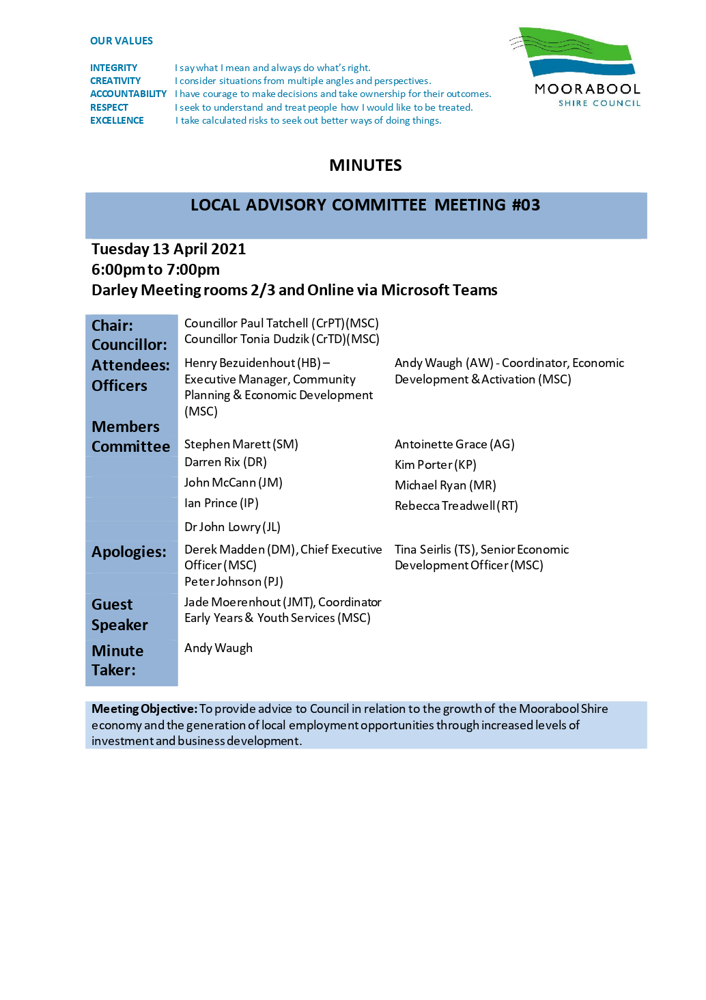 OUR VALUES
INTEGRITY I say what I mean and always do what’s right.
CREATIVITY I consider situations from multiple angles and perspectives.
ACCOUNTABILITY I have courage to make decisions and take ownership for their outcomes.
RESPECT I seek to understand and treat people how I would like to be treated.
EXCELLENCE I take calculated risks to seek out better ways of doing things.
MOORABOOL
SHIRE COUNCIL
MINUTES
LOCAL ADVISORY COMMITTEE MEETING #03
Tuesday 13 April 2021
6:00pm to 7:00pm
Darley Meeting rooms 2/3 and Online via Microsoft Teams
Chair: Councillor Paul Tatchell (CrPT)(MSC)
Councillor: Councillor Tonia Dudzik (CrTD)(MSC)
Attendees: Henry Bezuidenhout (HB) – Andy Waugh (AW) - Coordinator, Economic
Officers Executive Manager, Community Development & Activation (MSC)
Planning & Economic Development
(MSC)
Members
Committee Stephen Marett (SM) Antoinette Grace (AG)
Darren Rix (DR) Kim Porter (KP)
John McCann (JM) Michael Ryan (MR)
Ian Prince (IP) Rebecca Treadwell (RT)
Dr John Lowry (JL)
Apologies: Derek Madden (DM), Chief Executive Tina Seirlis (TS), Senior Economic
Officer (MSC) Development Officer (MSC)
Peter Johnson (PJ)
Guest Jade Moerenhout (JMT), Coordinator
Speaker Early Years & Youth Services (MSC)
Minute Andy Waugh
Taker:
Meeting Objective: To provide advice to Council in relation to the growth of the Moorabool Shire
economy and the generation of local employment opportunities through increased levels of
investment and business development.